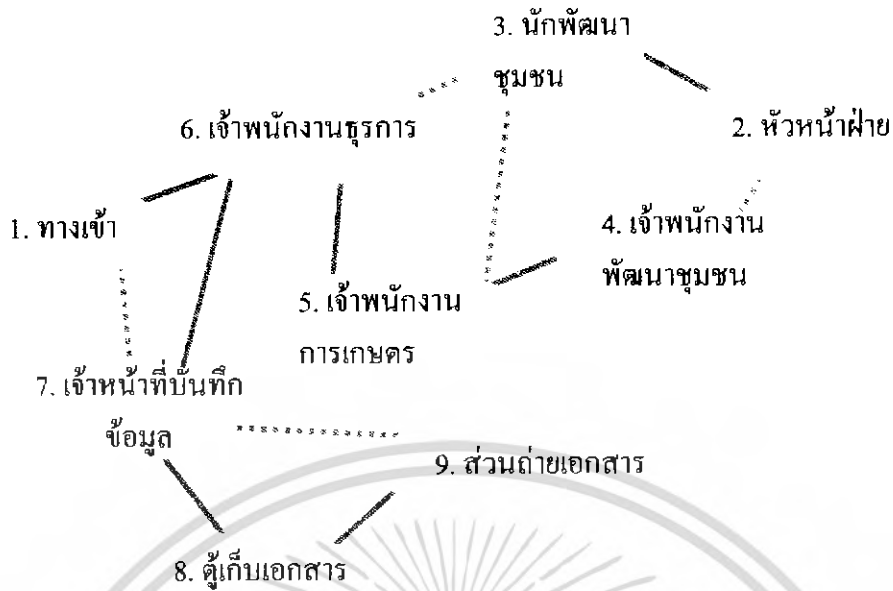 3. นักพัฒนา
ชุมชน
6. เจ้าพนักงานธุรการ
2. หัวหน้าฝ่าย
1. ทางเข้า
4. เจ้าพนักงาน
พัฒนาชุมชน
5. เจ้าพนักงาน
การเกษตร
7. เจ้าหน้าที่บันทึก
ข้อมูล
9. ส่วนถ่ายเอกสาร
8. ตู้เก็บเอกสาร